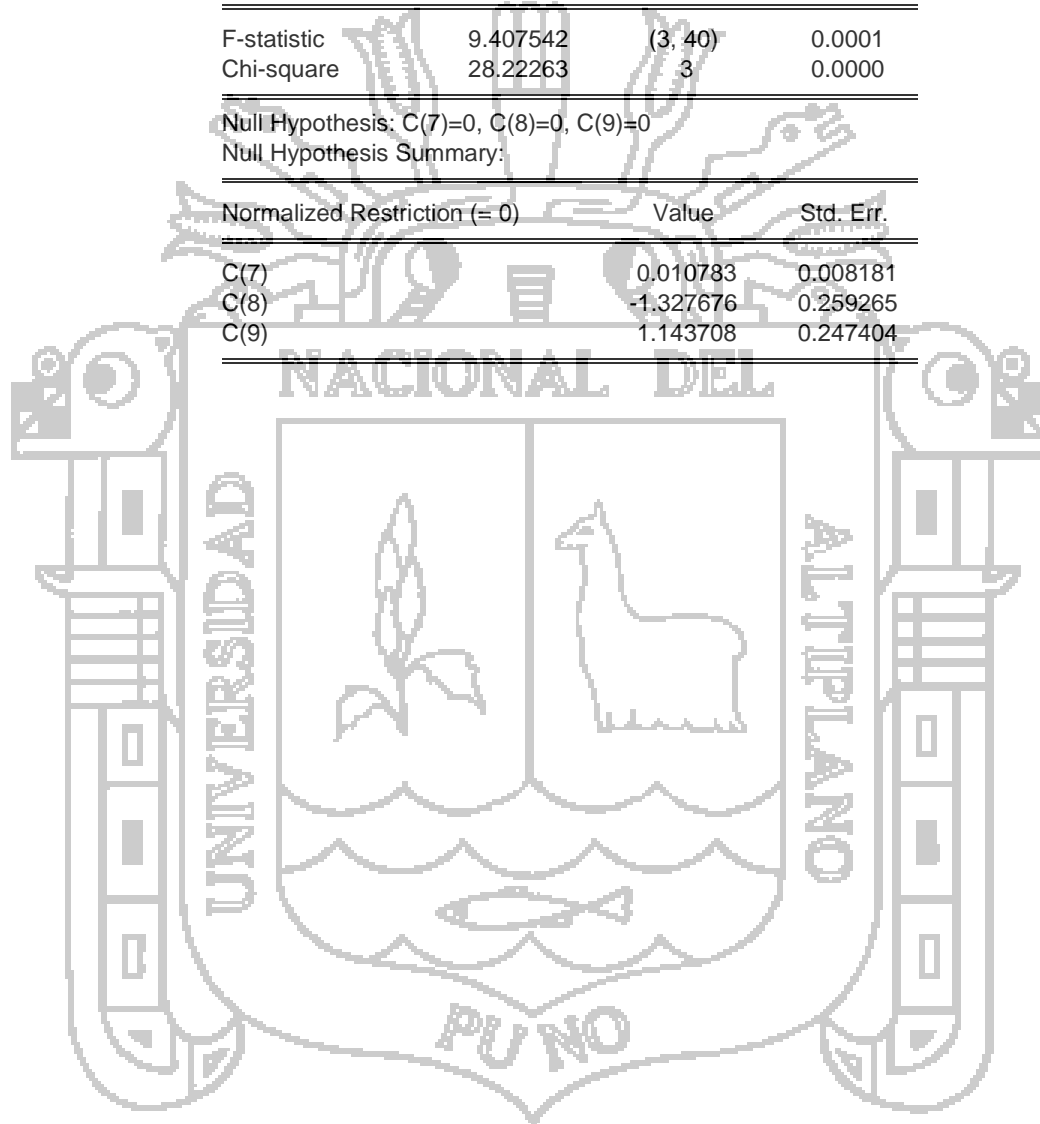 F-statistic 9.407542 (3, 40) 0.0001
Chi-square 28.22263 3 0.0000
Null Hypothesis: C(7)=0, C(8)=0, C(9)=0
Null Hypothesis Summary:
Normalized Restriction (= 0) Value Std. Err.
C(7) 0.010783 0.008181
C(8) -1.327676 0.259265
C(9) 1.143708 0.247404
NACIONAL DEL
UNIVERSIDAD
ALTIPLANO
PUNO